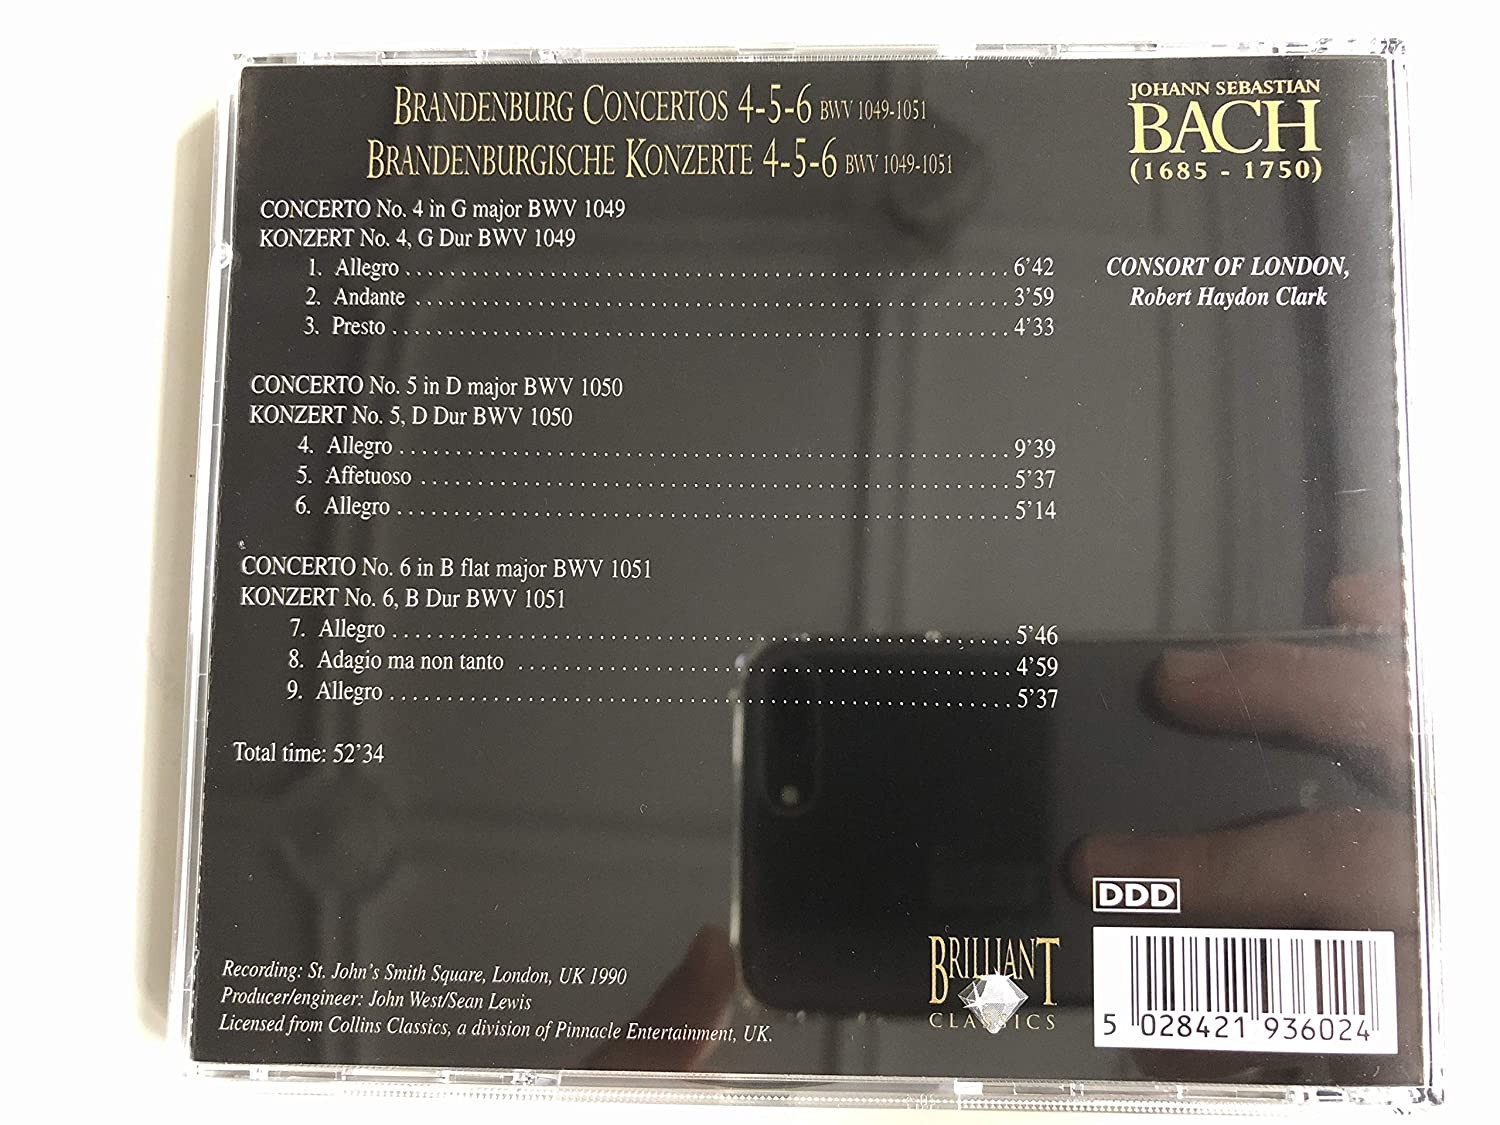 BRANDENBURG CONCERTOS 4-5-6 BWV 1049-1051
BRANDENBURGISCHE KONZERTE 4-5-6 BWV 1049-1051
JOHANN SEBASTIAN
BACH
(1685 - 1750)
CONCERTO No. 4 in G major BWV 1049
KONZERT No. 4, G Dur BWV 1049
1. Allegro 6'42
2. Andante 3'59
3. Presto 4'33
CONSORT OF LONDON,
Robert Haydon Clark
CONCERTO No. 5 in D major BWV 1050
KONZERT No. 5, D Dur BWV 1050
4. Allegro 9'39
5. Affetuoso 5'37
6. Allegro 5'14
CONCERTO No. 6 in B flat major BWV 1051
KONZERT No. 6, B Dur BWV 1051
7. Allegro 5'46
8. Adagio ma non tanto 4'59
9. Allegro 5'37
Total time: 52'34
Recording: St. John's Smith Square, London, UK 1990
Producer/engineer: John West/Sean Lewis
Licensed from Collins Classics, a division of Pinnacle Entertainment, UK.
BRILLIANT
CLASSICS
DDD
5 028421 936024